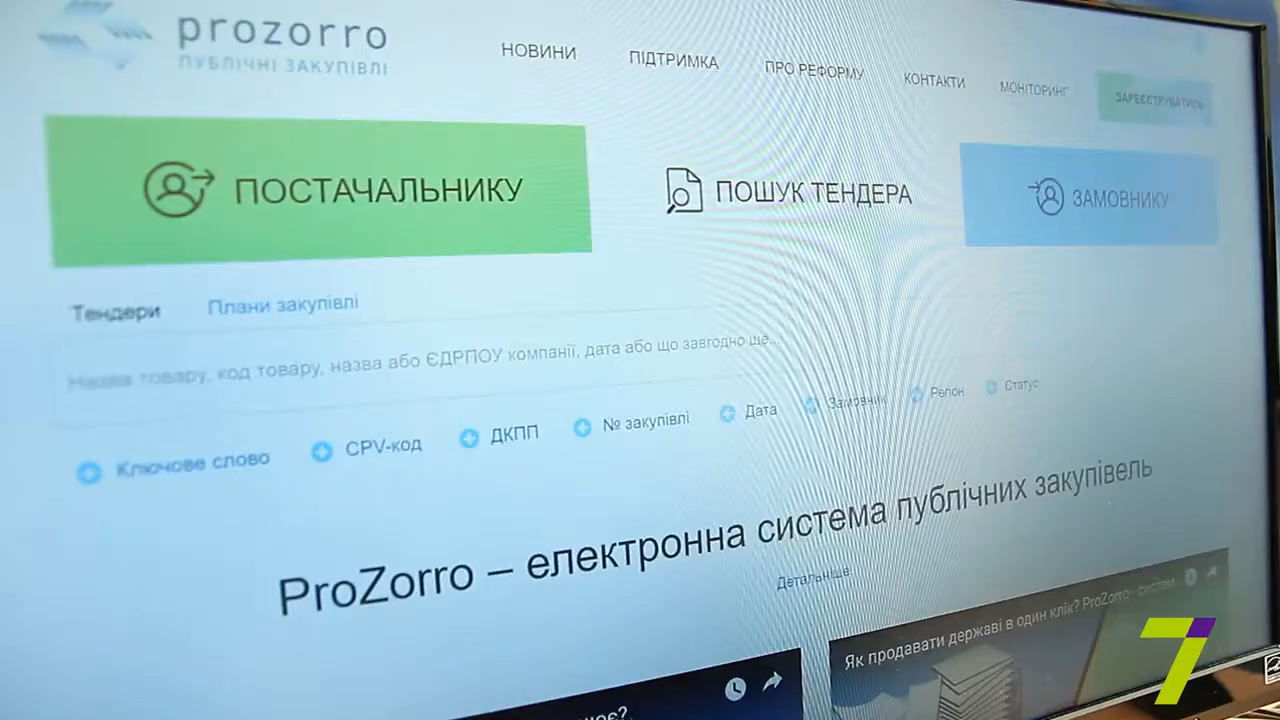 prozorro
ПУБЛІЧНІ ЗАКУПІВЛІ
НОВИНИ ПІДТРИМКА ПРО РЕФОРМУ КОНТАКТИ МОНІТОРИНГ ЗАРЕЄСТРУВАТИСЬ
ПОСТАЧАЛЬНИКУ ПОШУК ТЕНДЕРА ЗАМОВНИКУ
Тендери Плани закупівлі
Назва товару, код товару, назва або ЄДРПОУ компанії, дата або що завгодно ще...
Ключове слово CPV-код ДКПП № закупівлі Дата Замовник Регіон Статус
ProZorro – електронна система публічних закупівель
Детальніше
Як продавати державі в один клік? ProZorro - систем...
7